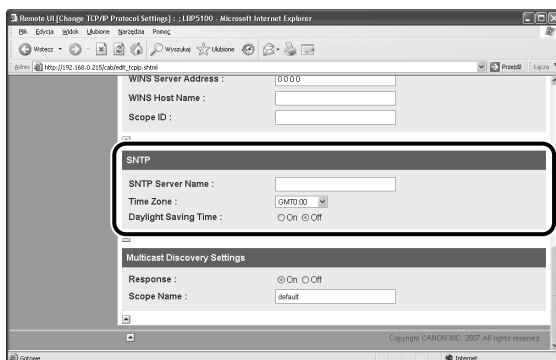 Remote UI [Change TCP/IP Protocol Settings] : ; LBP5100 - Microsoft Internet Explorer
Plik Edycja Widok Ulubione Narzędzia Pomoc
Wstecz Wyszukaj Ulubione
Adres http://192.168.0.215/cab/edit_tcpip.shtml Przejdź Łącza
WINS Server Address : 0 0 0 0
WINS Host Name :
Scope ID :
SNTP
SNTP Server Name :
Time Zone : GMT0:00
Daylight Saving Time : On Off
Multicast Discovery Settings
Response : On Off
Scope Name : default
Copyright CANON INC. 2007 All rights reserved.
Gotowe Internet